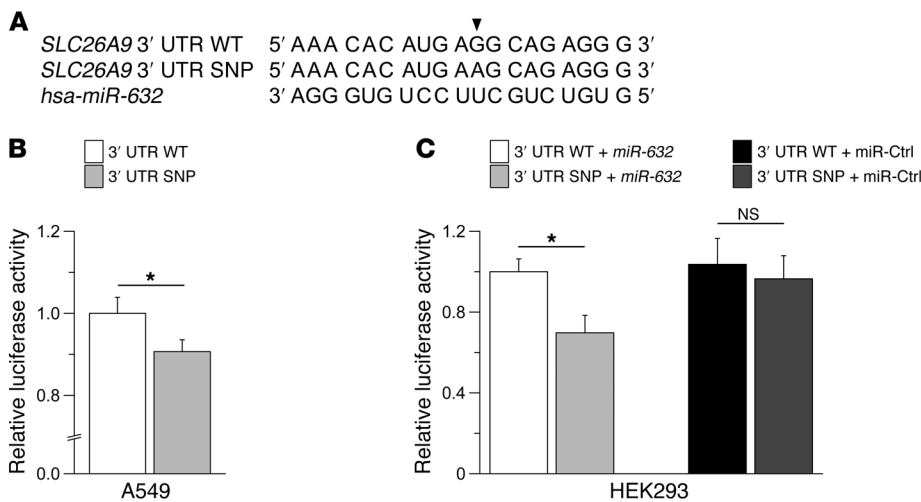 A
SLC26A9 3′ UTR WT 5′ AAA CAC AUG AGG CAG AGG G 3′
SLC26A9 3′ UTR SNP 5′ AAA CAC AUG AAG CAG AGG G 3′
hsa-miR-632 3′ AGG GUG UCC UUC GUC UGU G 5′
B
3′ UTR WT
3′ UTR SNP
Relative luciferase activity
1.2
1.0
0.8
0.0
*
A549
C
3′ UTR WT + miR-632
3′ UTR SNP + miR-632
3′ UTR WT + miR-Ctrl
3′ UTR SNP + miR-Ctrl
Relative luciferase activity
1.2
0.8
0.4
0
*
NS
HEK293